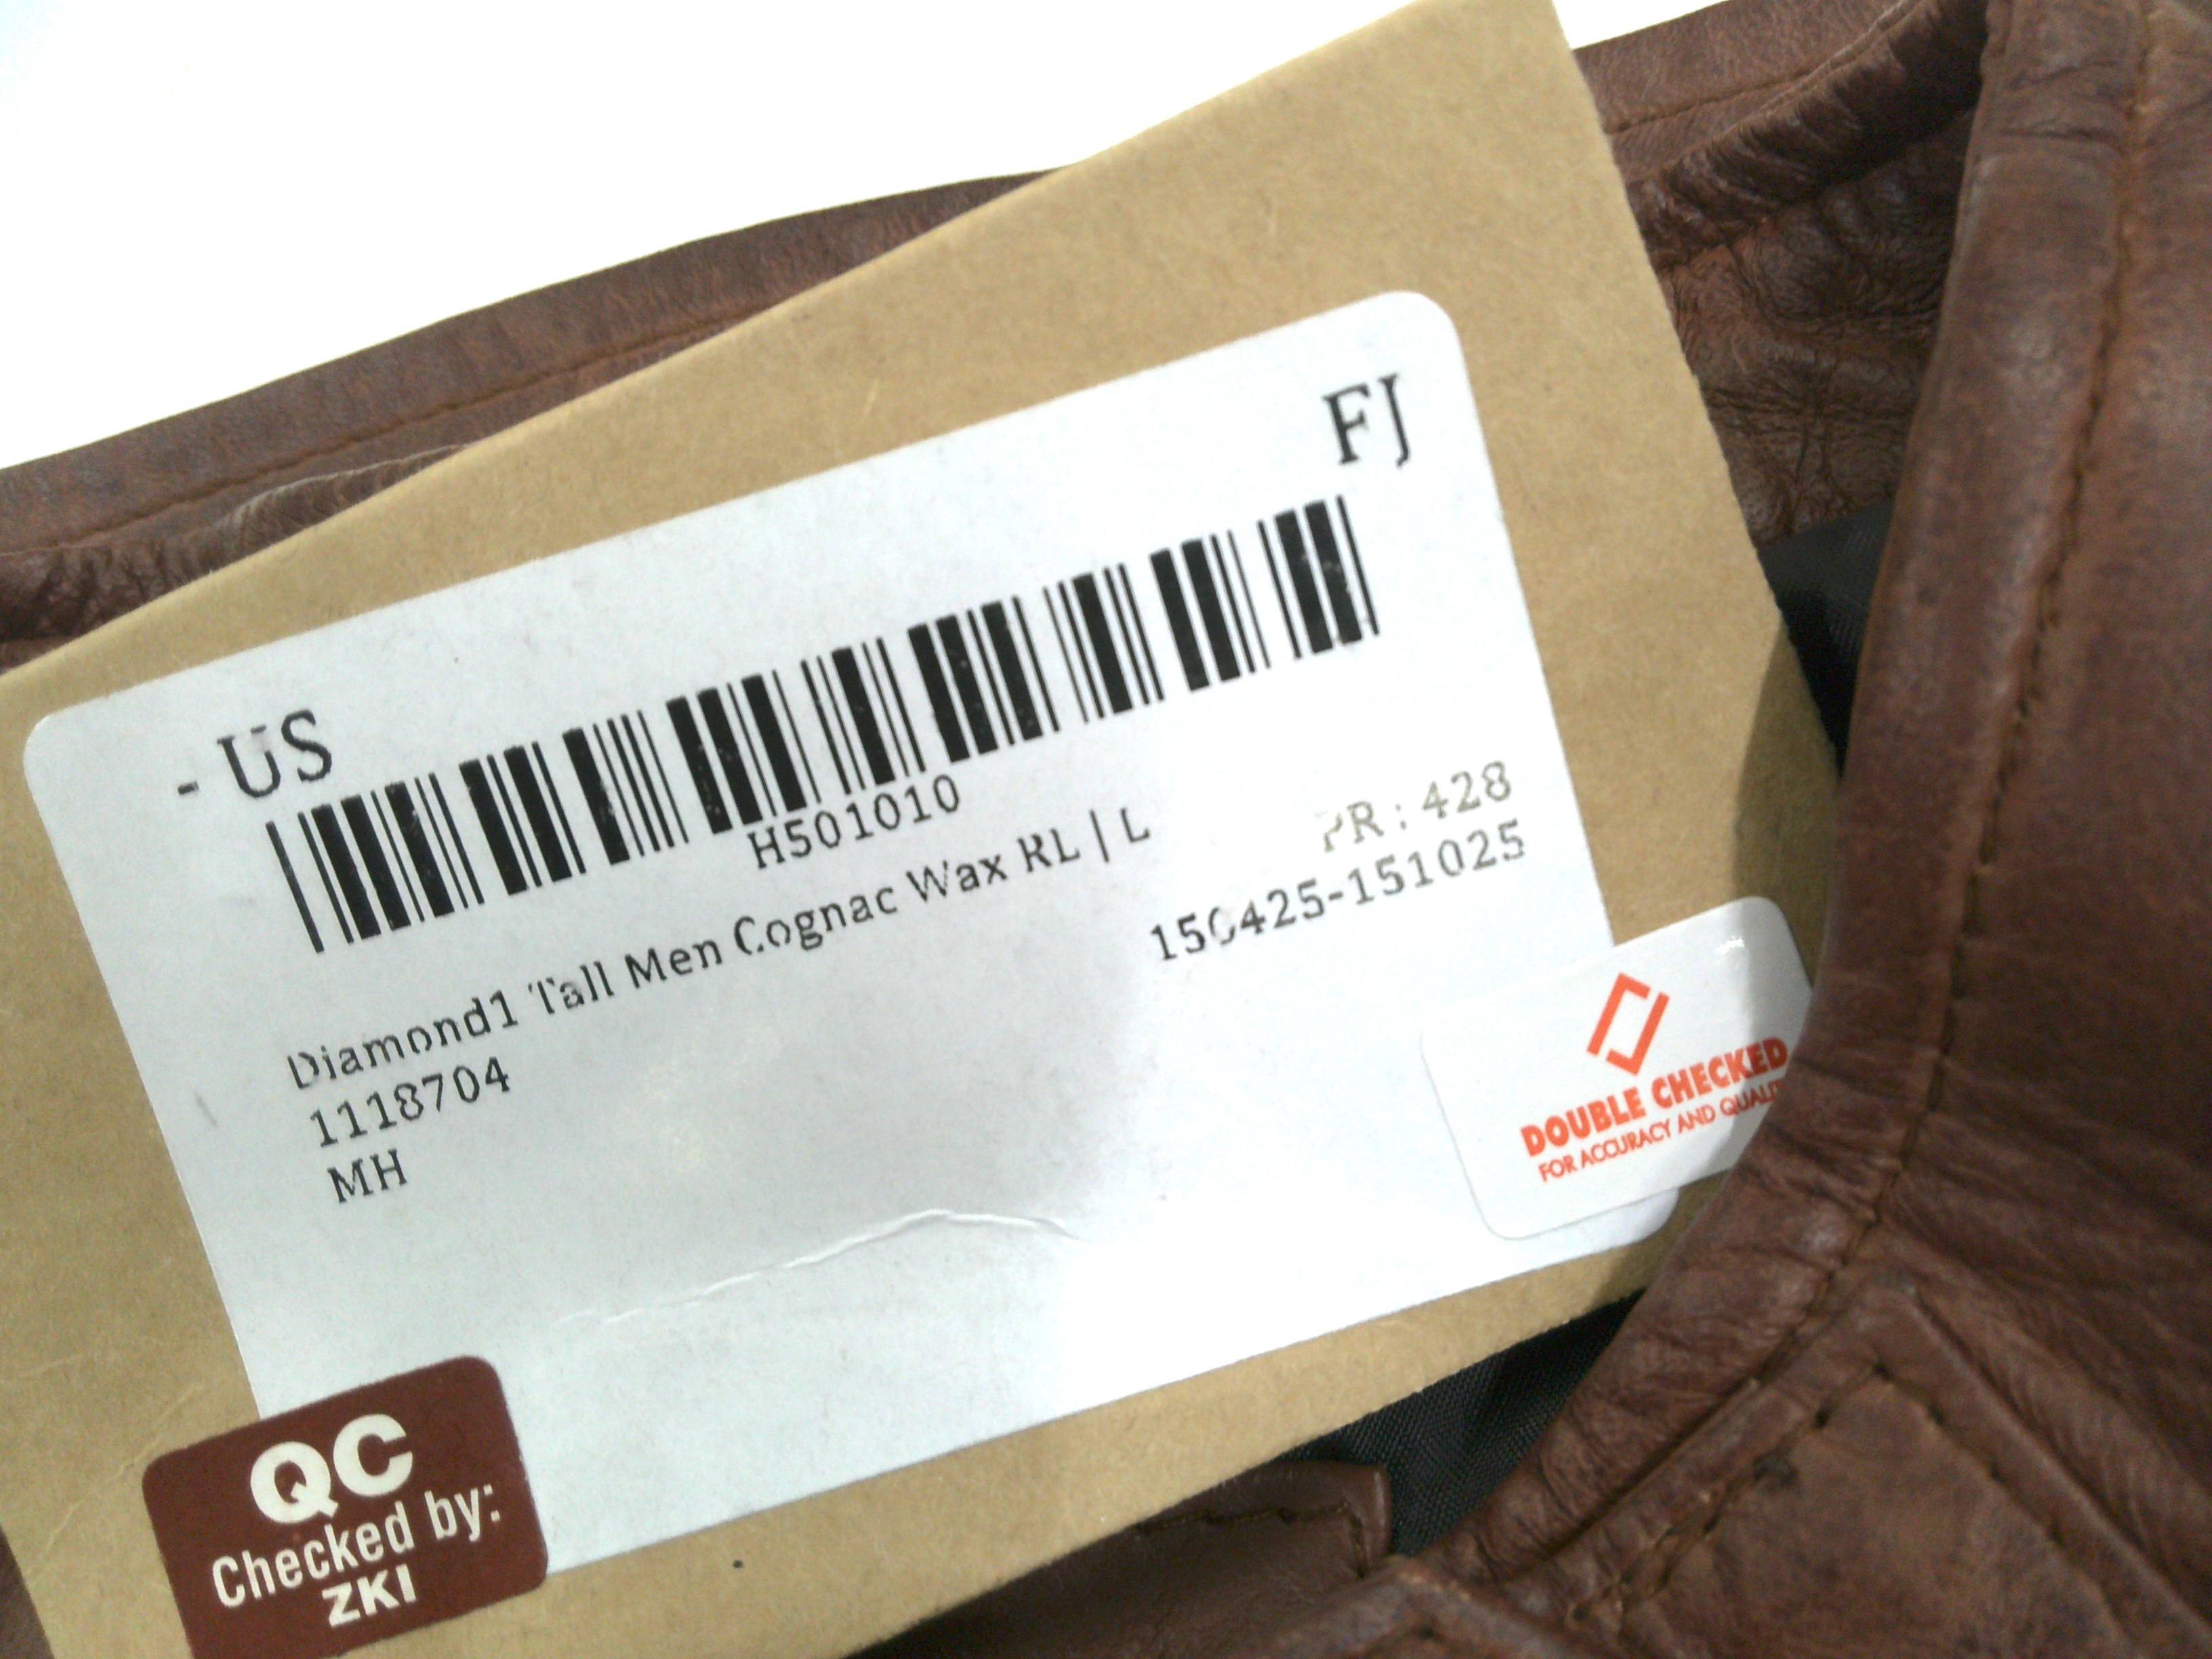 FJ
- US
H501010
Diamond1 Tall Men Cognac Wax RL | L
PR : 428
150425-151025
1118704
MH
DOUBLE CHECKED
FOR ACCURACY AND
QC
Checked by:
ZKI